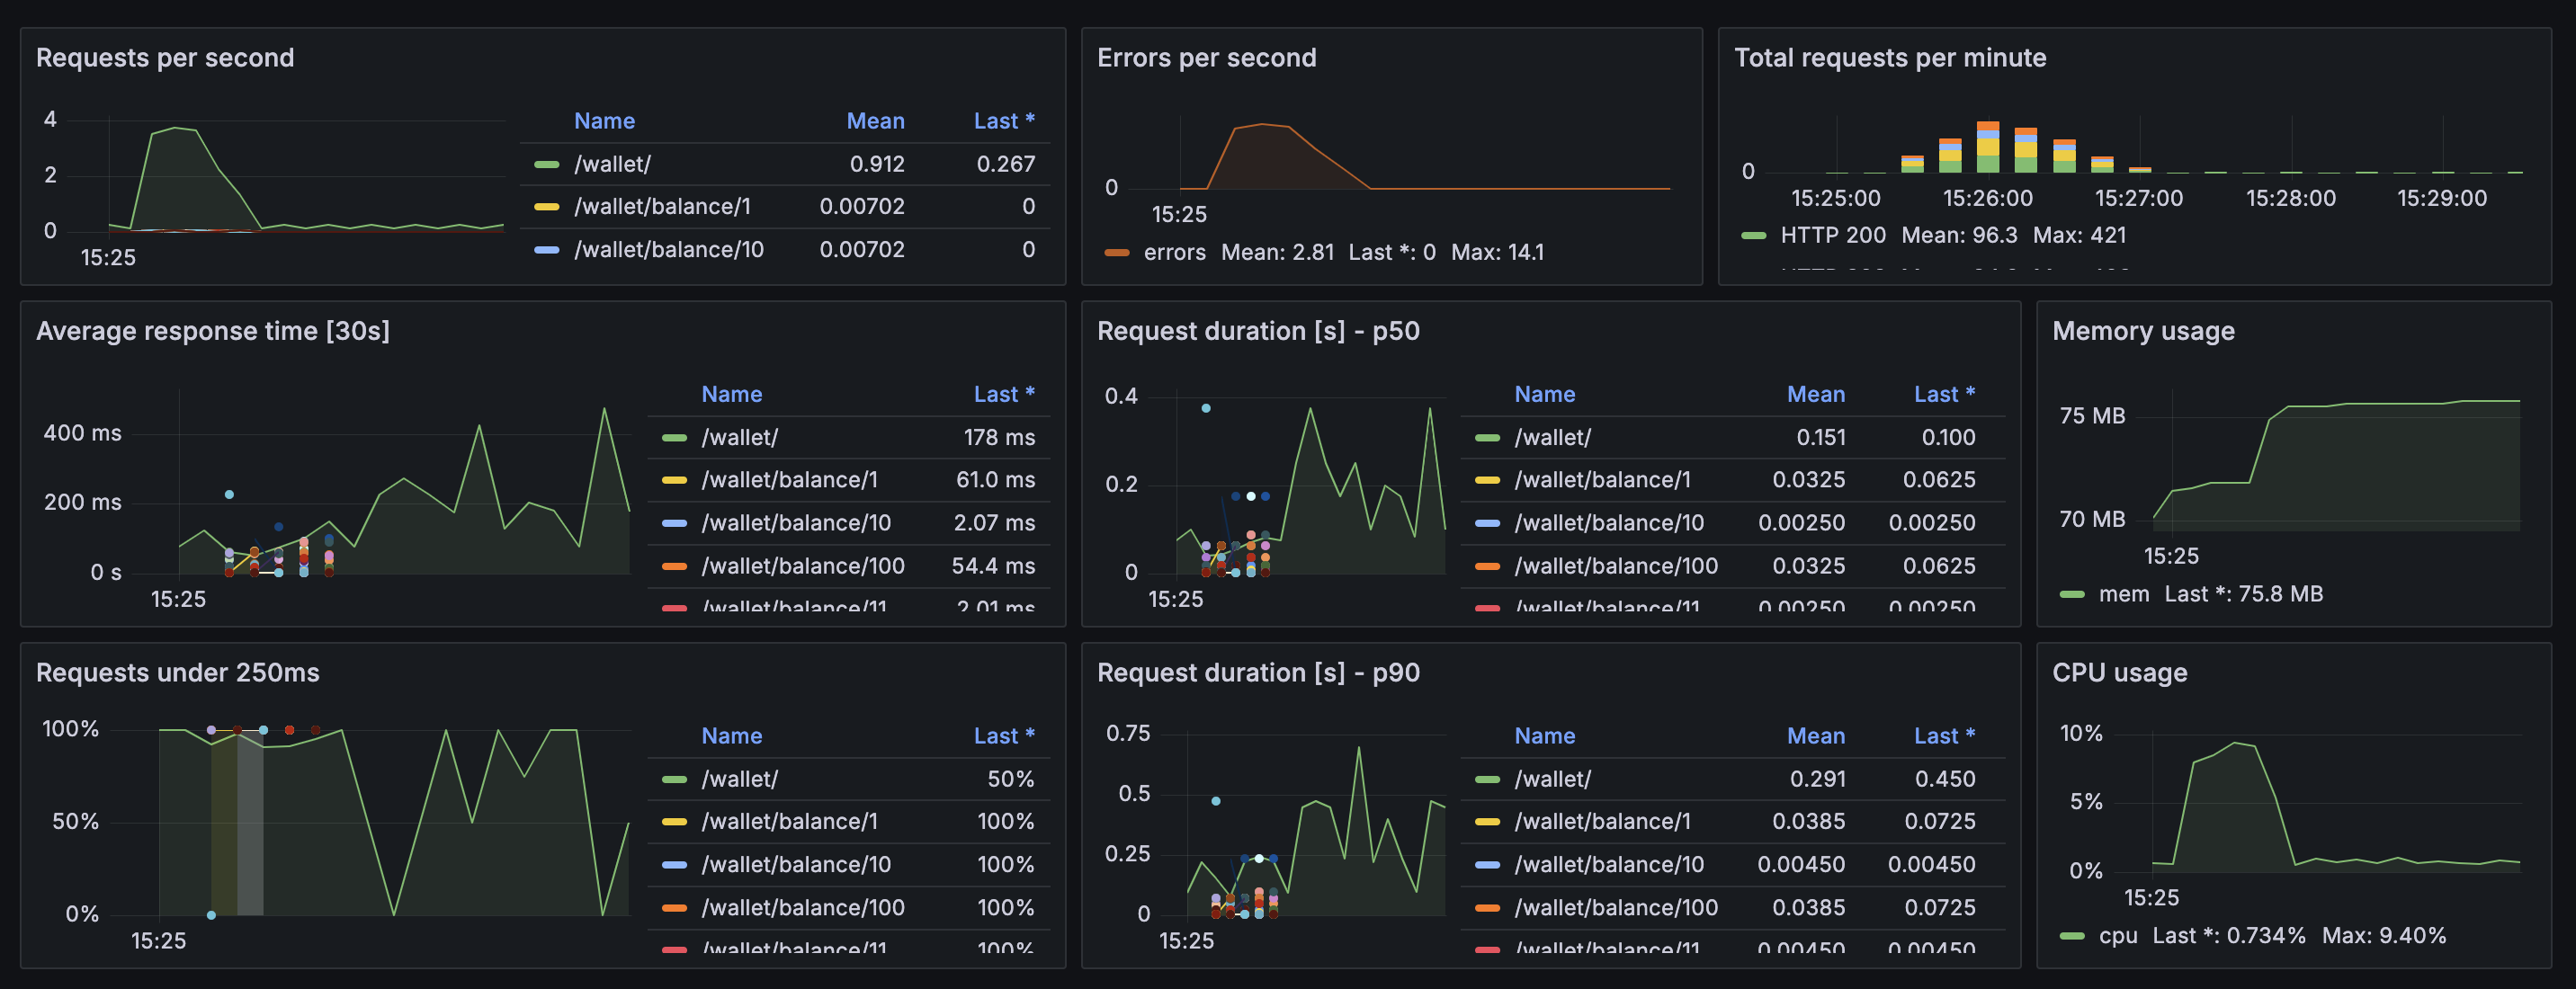 Requests per second
4
2
0
15:25
Name Mean Last *
/wallet/ 0.912 0.267
/wallet/balance/1 0.00702 0
/wallet/balance/10 0.00702 0
Errors per second
0
15:25
errors Mean: 2.81 Last *: 0 Max: 14.1
Total requests per minute
0
15:25:00 15:26:00 15:27:00 15:28:00 15:29:00
HTTP 200 Mean: 96.3 Max: 421
Average response time [30s]
400 ms
200 ms
0 s
15:25
Name Last *
/wallet/ 178 ms
/wallet/balance/1 61.0 ms
/wallet/balance/10 2.07 ms
/wallet/balance/100 54.4 ms
/wallet/balance/11 2.01 ms
Request duration [s] - p50
0.4
0.2
0
15:25
Name Mean Last *
/wallet/ 0.151 0.100
/wallet/balance/1 0.0325 0.0625
/wallet/balance/10 0.00250 0.00250
/wallet/balance/100 0.0325 0.0625
/wallet/balance/11 0.00250 0.00250
Memory usage
75 MB
70 MB
15:25
mem Last *: 75.8 MB
Requests under 250ms
100%
50%
0%
15:25
Name Last *
/wallet/ 50%
/wallet/balance/1 100%
/wallet/balance/10 100%
/wallet/balance/100 100%
/wallet/balance/11 100%
Request duration [s] - p90
0.75
0.5
0.25
0
15:25
Name Mean Last *
/wallet/ 0.291 0.450
/wallet/balance/1 0.0385 0.0725
/wallet/balance/10 0.00450 0.00450
/wallet/balance/100 0.0385 0.0725
/wallet/balance/11 0.00450 0.00450
CPU usage
10%
5%
0%
15:25
cpu Last *: 0.734% Max: 9.40%